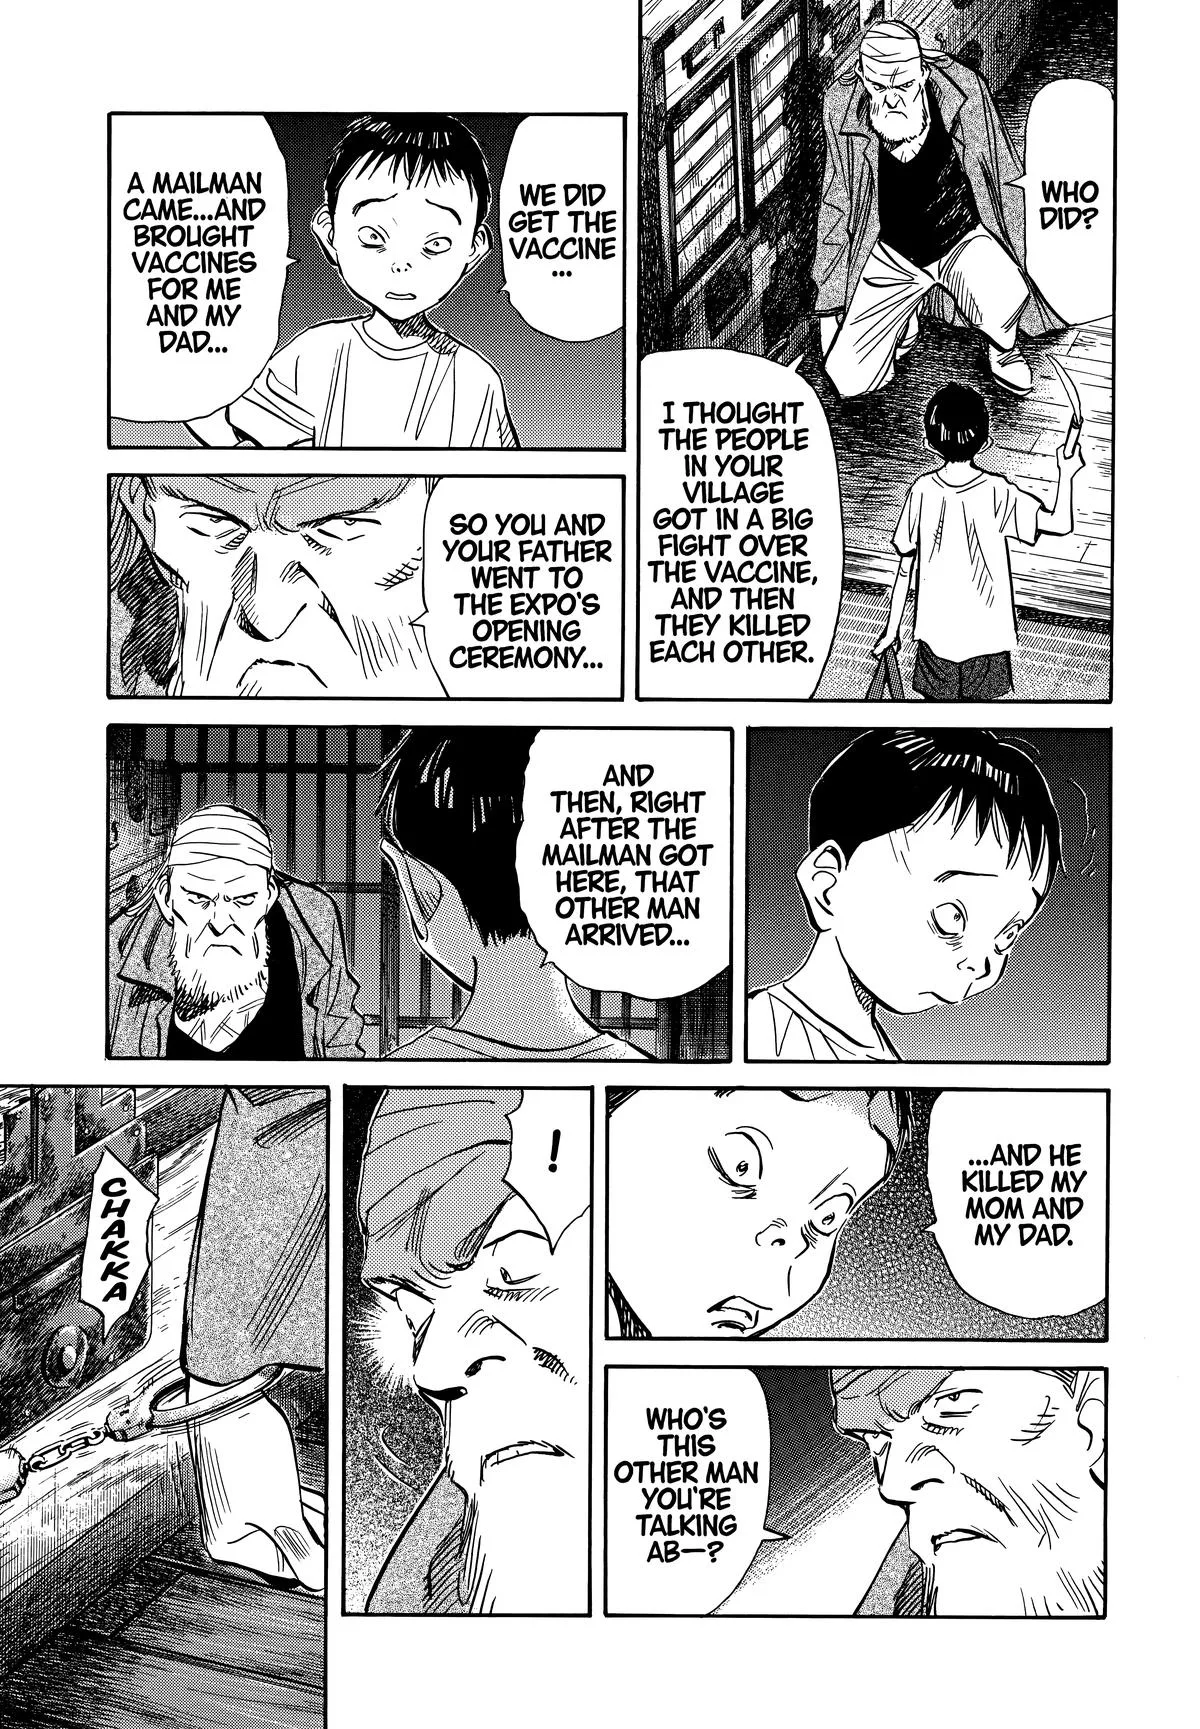 WHO
DID?
I THOUGHT
THE PEOPLE
IN YOUR
VILLAGE
GOT IN A BIG
FIGHT OVER
THE VACCINE,
AND THEN
THEY KILLED
EACH OTHER.
WE DID
GET THE
VACCINE
...
A MAILMAN
CAME...AND
BROUGHT
VACCINES
FOR ME
AND MY
DAD...
SO YOU AND
YOUR FATHER
WENT TO
THE EXPO'S
OPENING
CEREMONY...
AND
THEN, RIGHT
AFTER THE
MAILMAN GOT
HERE, THAT
OTHER MAN
ARRIVED...
...AND HE
KILLED MY
MOM AND
MY DAD.
WHO'S
THIS
OTHER MAN
YOU'RE
TALKING
AB—?
!
CHAKKA